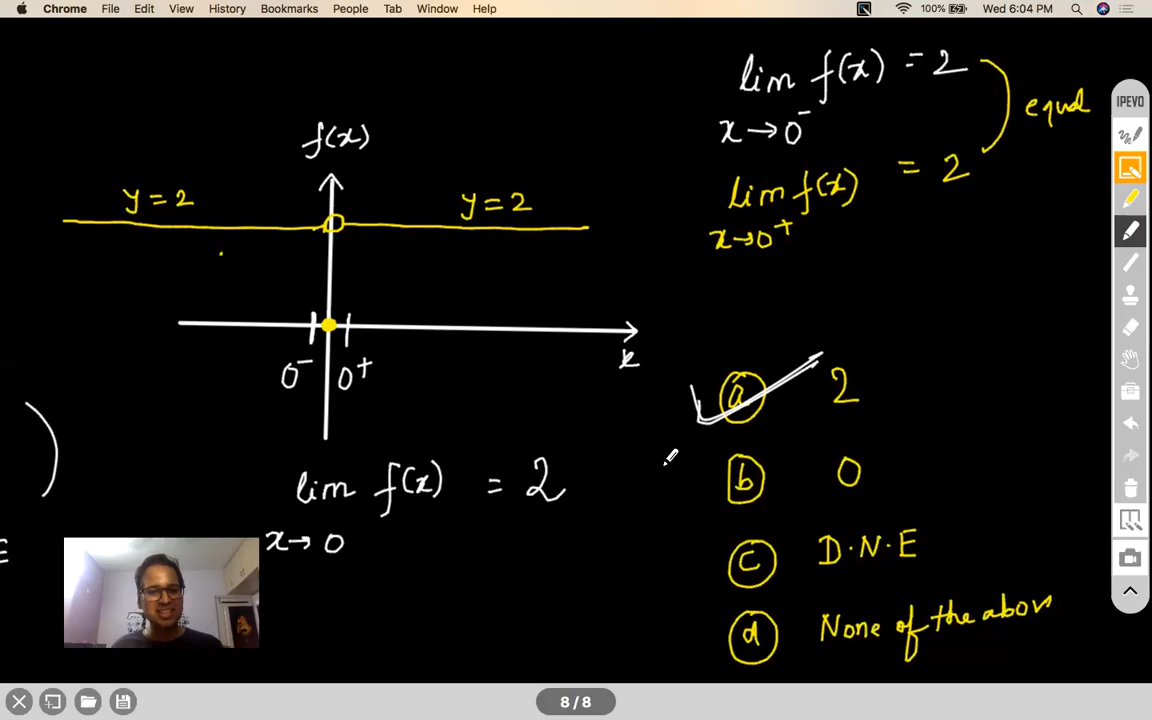 Chrome File Edit View History Bookmarks People Tab Window Help 100% Wed 6:04 PM
lim f(x) = 2
x → 0⁻
equal
lim f(x) = 2
x → 0⁺
IPEVO
f(x)
y = 2
y = 2
0⁻ 0⁺
x
lim f(x) = 2
x → 0
a 2
b 0
c D.N.E
d None of the above
E
8 / 8